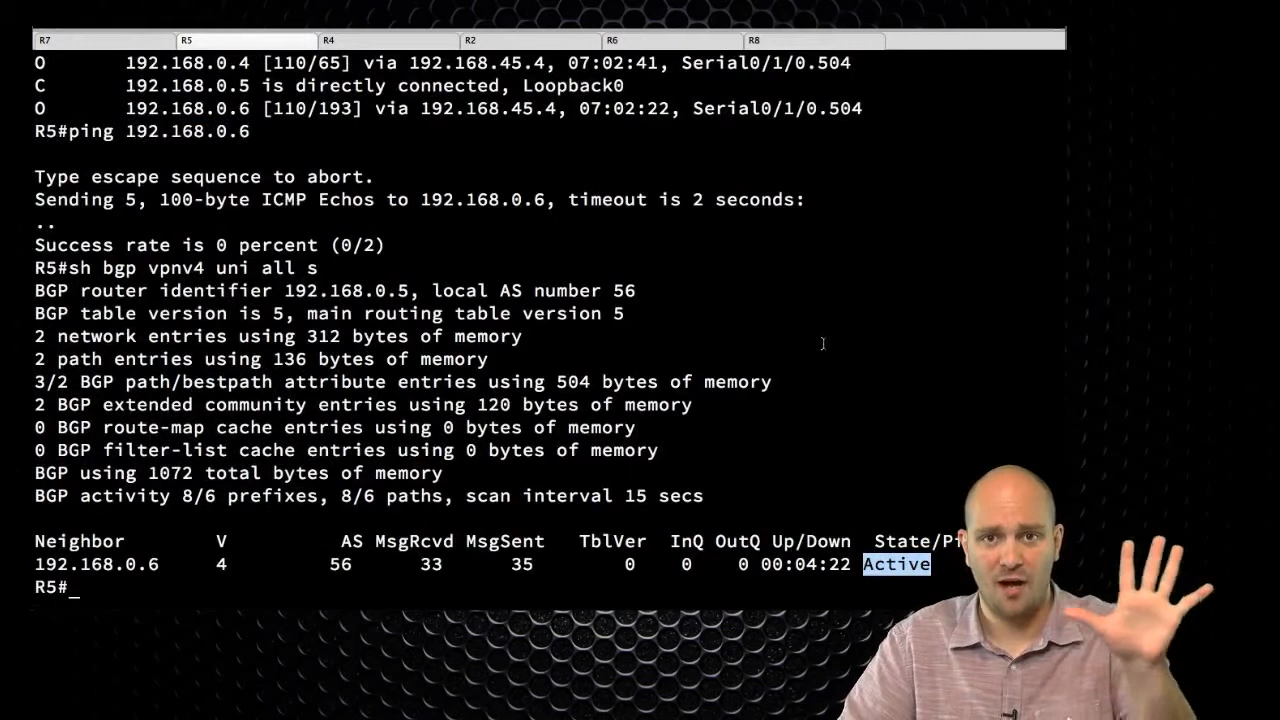 R7 R5 R4 R2 R6 R8
O 192.168.0.4 [110/65] via 192.168.45.4, 07:02:41, Serial0/1/0.504
C 192.168.0.5 is directly connected, Loopback0
O 192.168.0.6 [110/193] via 192.168.45.4, 07:02:22, Serial0/1/0.504
R5#ping 192.168.0.6
Type escape sequence to abort.
Sending 5, 100-byte ICMP Echos to 192.168.0.6, timeout is 2 seconds:
..
Success rate is 0 percent (0/2)
R5#sh bgp vpnv4 uni all s
BGP router identifier 192.168.0.5, local AS number 56
BGP table version is 5, main routing table version 5
2 network entries using 312 bytes of memory
2 path entries using 136 bytes of memory
3/2 BGP path/bestpath attribute entries using 504 bytes of memory
2 BGP extended community entries using 120 bytes of memory
0 BGP route-map cache entries using 0 bytes of memory
0 BGP filter-list cache entries using 0 bytes of memory
BGP using 1072 total bytes of memory
BGP activity 8/6 prefixes, 8/6 paths, scan interval 15 secs
Neighbor V AS MsgRcvd MsgSent TblVer InQ OutQ Up/Down State/P
192.168.0.6 4 56 33 35 0 0 0 00:04:22 Active
R5#_